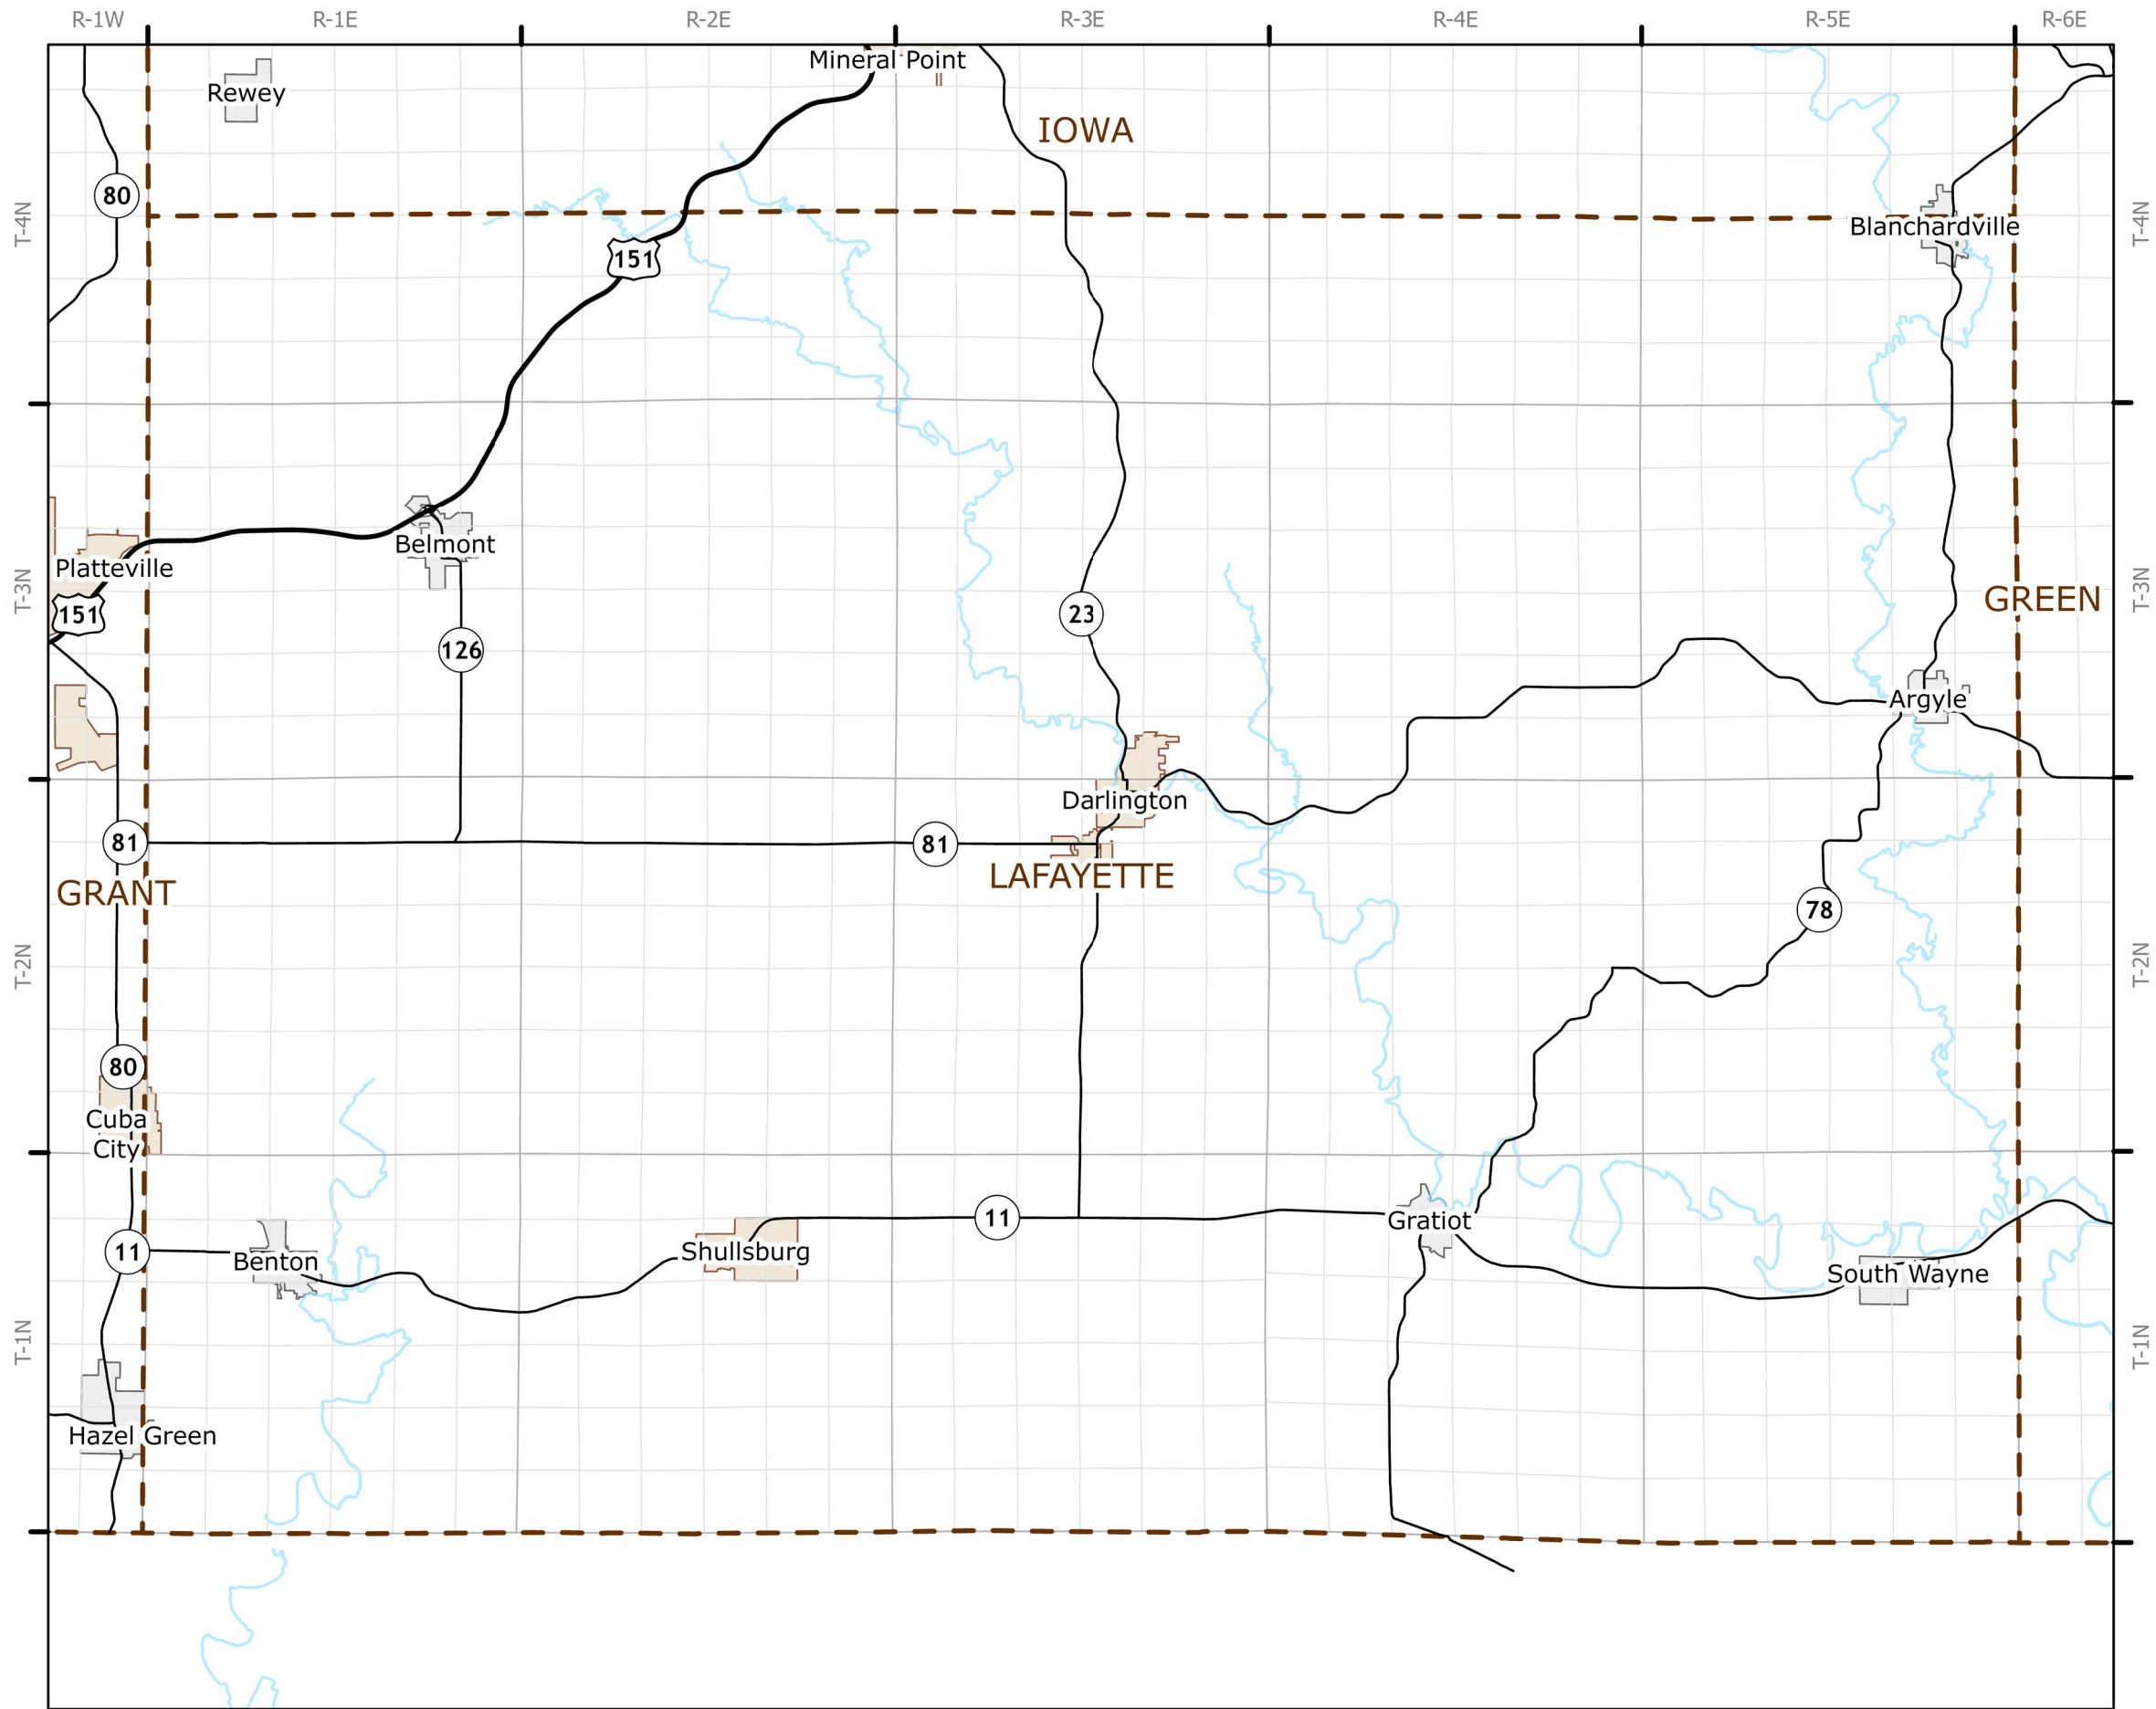 R-1W R-1E R-2E R-3E R-4E R-5E R-6E
Mineral Point
Rewey
IOWA
80
T-4N T-4N
Blanchardville
151
Belmont
Platteville
T-3N T-3N
GREEN
151
23
126
Argyle
Darlington
81 81
LAFAYETTE
GRANT
78
T-2N T-2N
80
Cuba
City
11
Gratiot
11
Shullsburg
Benton
South Wayne
T-1N T-1N
Hazel Green